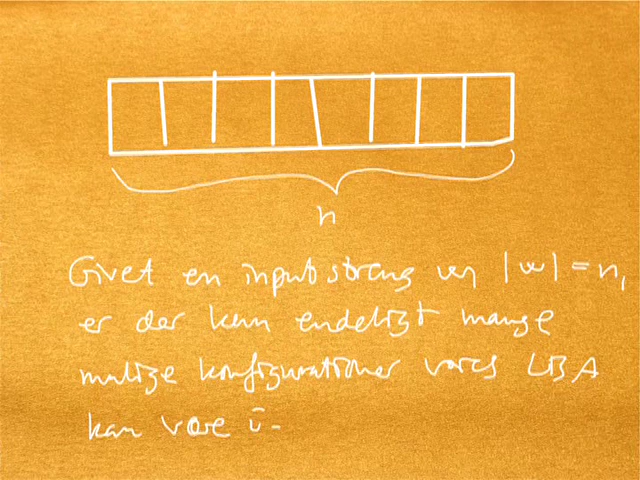 n
Givet en inputstreng w, |w| = n,
er der kun endeligt mange
mulige konfigurationer vores LBA
kan være i.